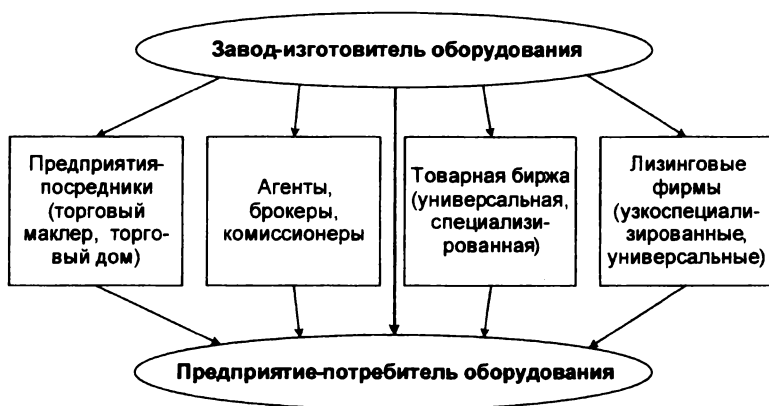 Завод-изготовитель оборудования
Предприятия-
посредники
(торговый
маклер, торго-
вый дом)
Агенты,
брокеры,
комиссионеры
Товарная биржа
(универсальная,
специализи-
рованная)
Лизинговые
фирмы
(узкоспециали-
зированные,
универсальные)
Предприятие-потребитель оборудования